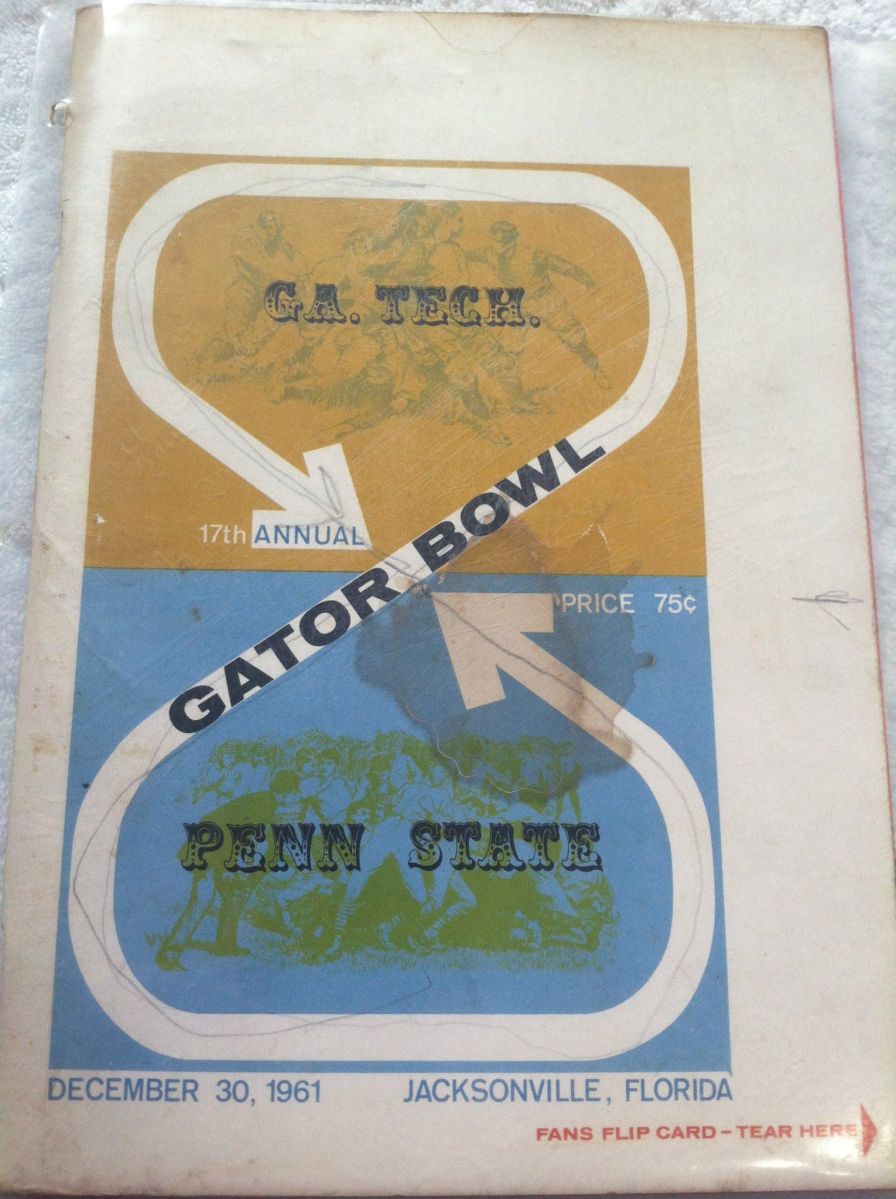 GA. TECH.
17th ANNUAL
GATOR BOWL
PRICE 75¢
PENN STATE
DECEMBER 30, 1961 JACKSONVILLE, FLORIDA
FANS FLIP CARD - TEAR HERE